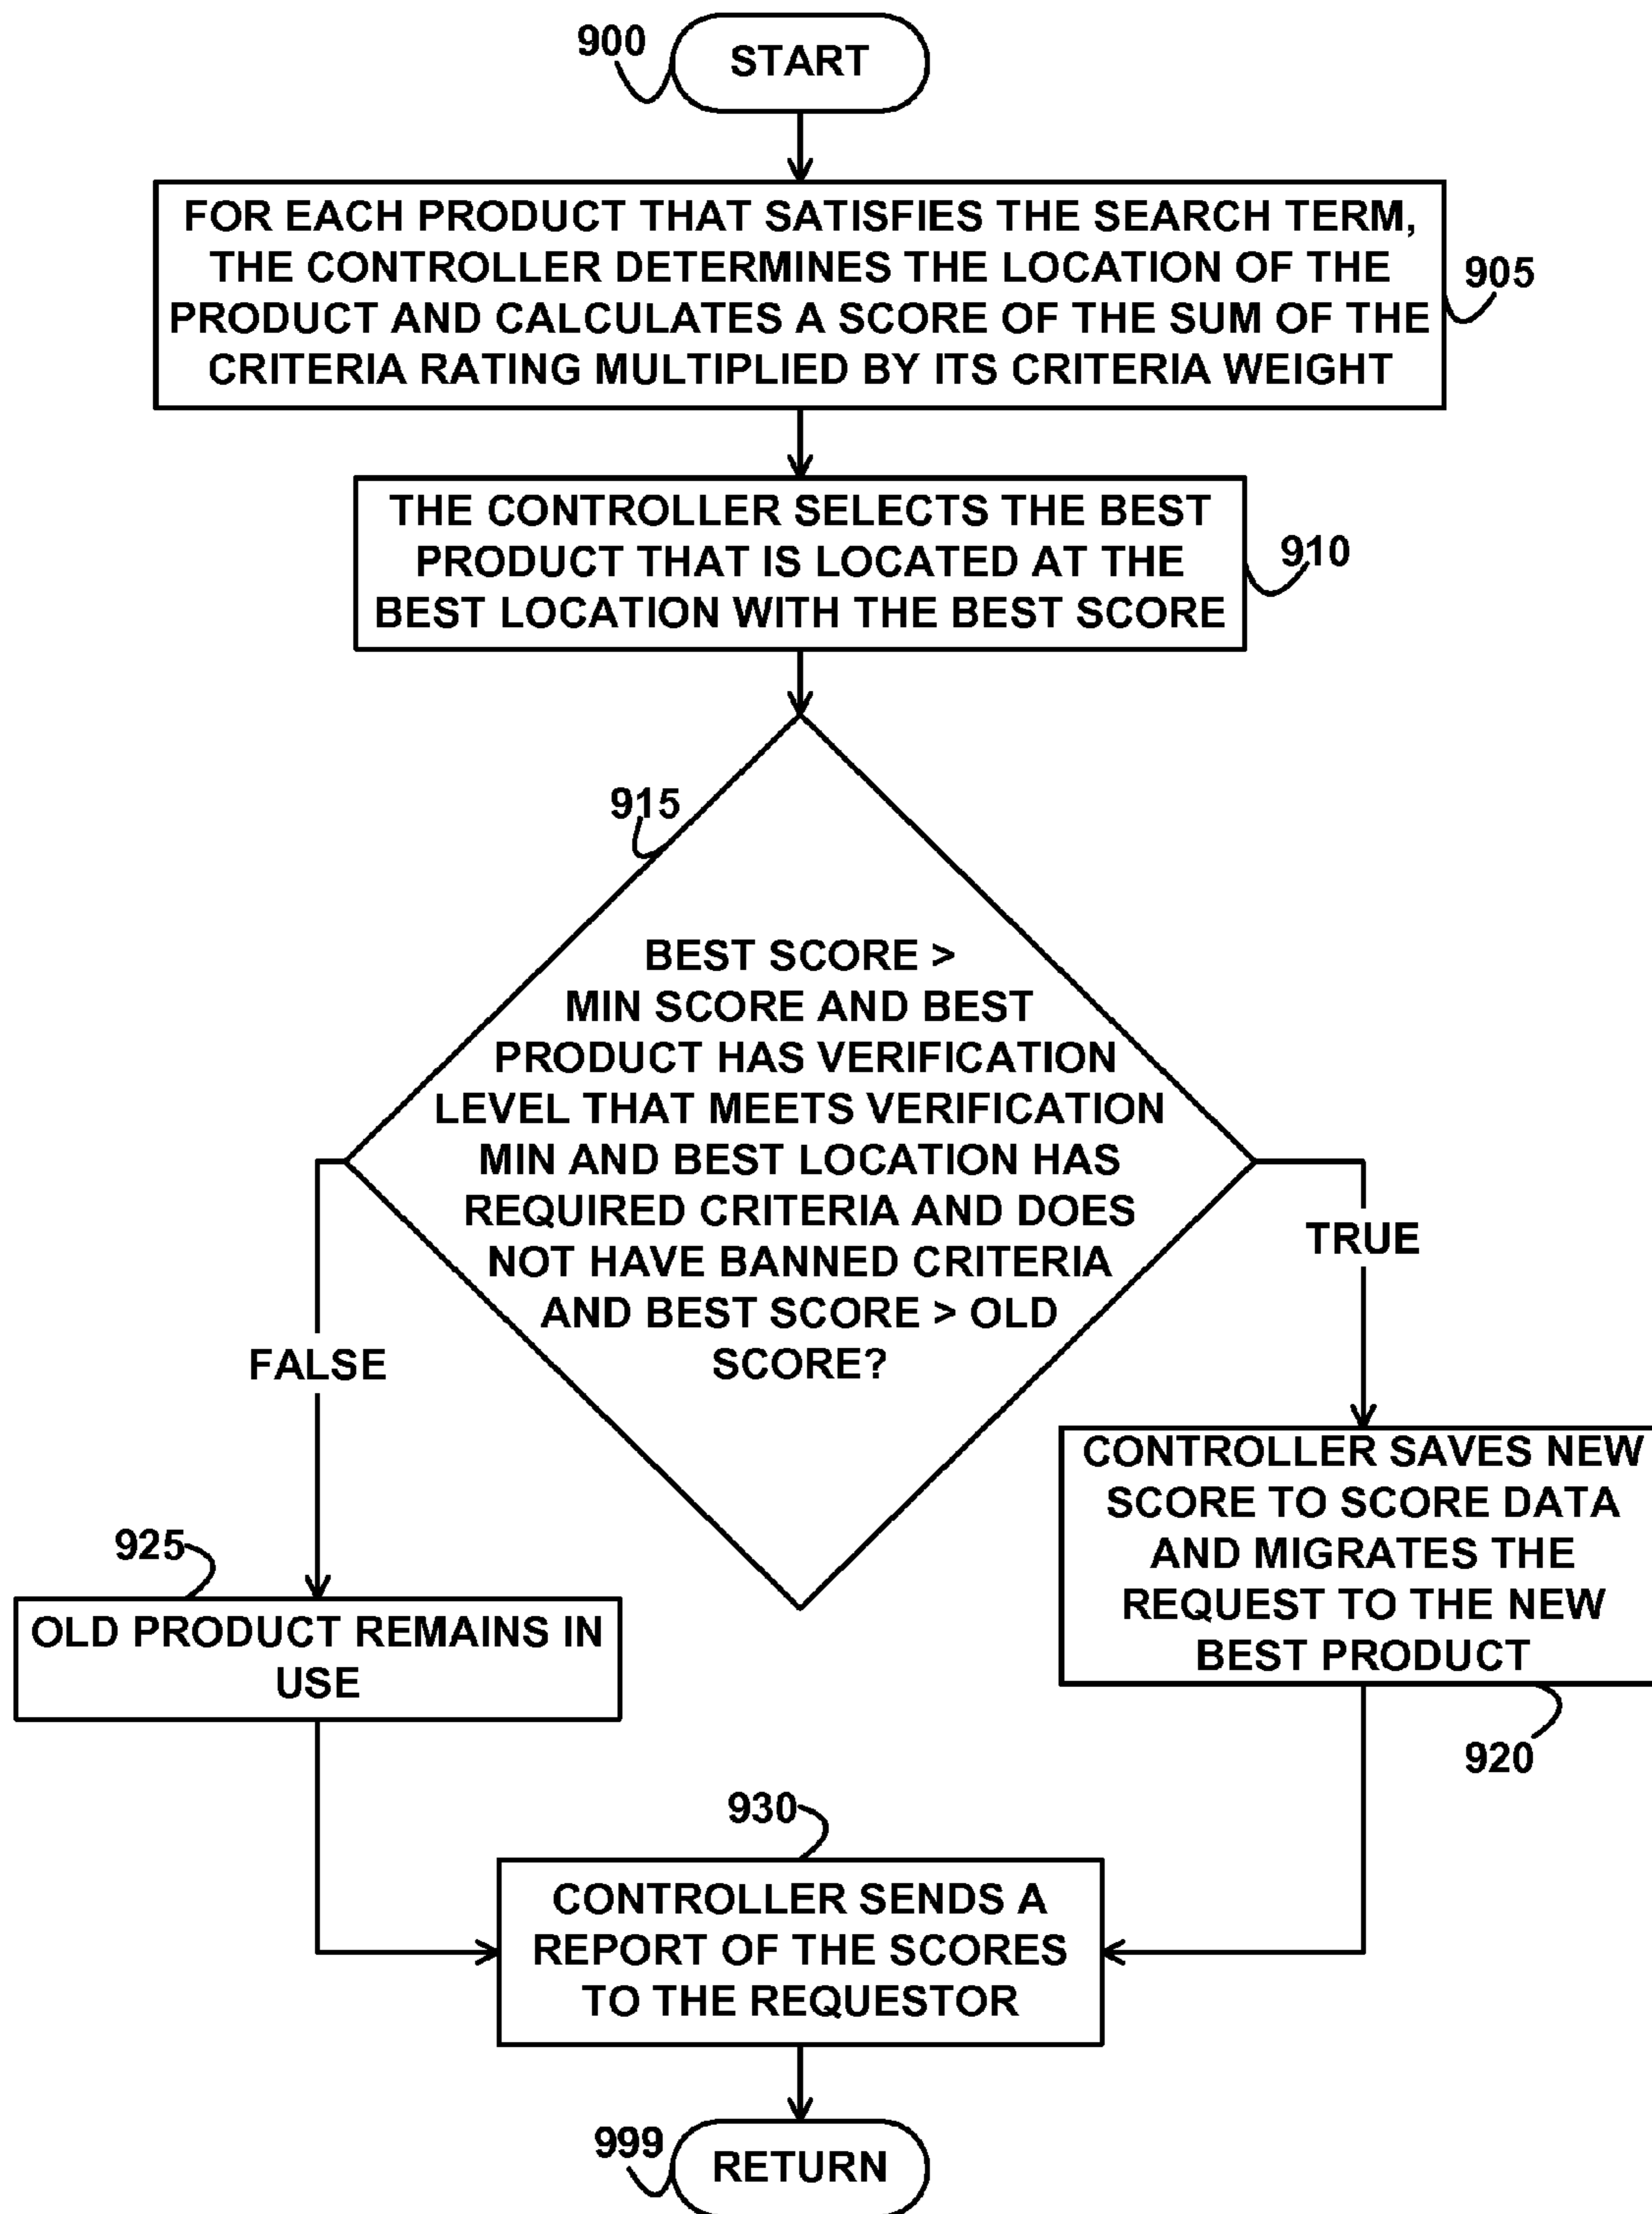 900
START
FOR EACH PRODUCT THAT SATISFIES THE SEARCH TERM,
THE CONTROLLER DETERMINES THE LOCATION OF THE
PRODUCT AND CALCULATES A SCORE OF THE SUM OF THE
CRITERIA RATING MULTIPLIED BY ITS CRITERIA WEIGHT
905
THE CONTROLLER SELECTS THE BEST
PRODUCT THAT IS LOCATED AT THE
BEST LOCATION WITH THE BEST SCORE
910
915
BEST SCORE >
MIN SCORE AND BEST
PRODUCT HAS VERIFICATION
LEVEL THAT MEETS VERIFICATION
MIN AND BEST LOCATION HAS
REQUIRED CRITERIA AND DOES
NOT HAVE BANNED CRITERIA
AND BEST SCORE > OLD
SCORE?
TRUE
FALSE
CONTROLLER SAVES NEW
SCORE TO SCORE DATA
AND MIGRATES THE
REQUEST TO THE NEW
BEST PRODUCT
920
925
OLD PRODUCT REMAINS IN
USE
930
CONTROLLER SENDS A
REPORT OF THE SCORES
TO THE REQUESTOR
999
RETURN